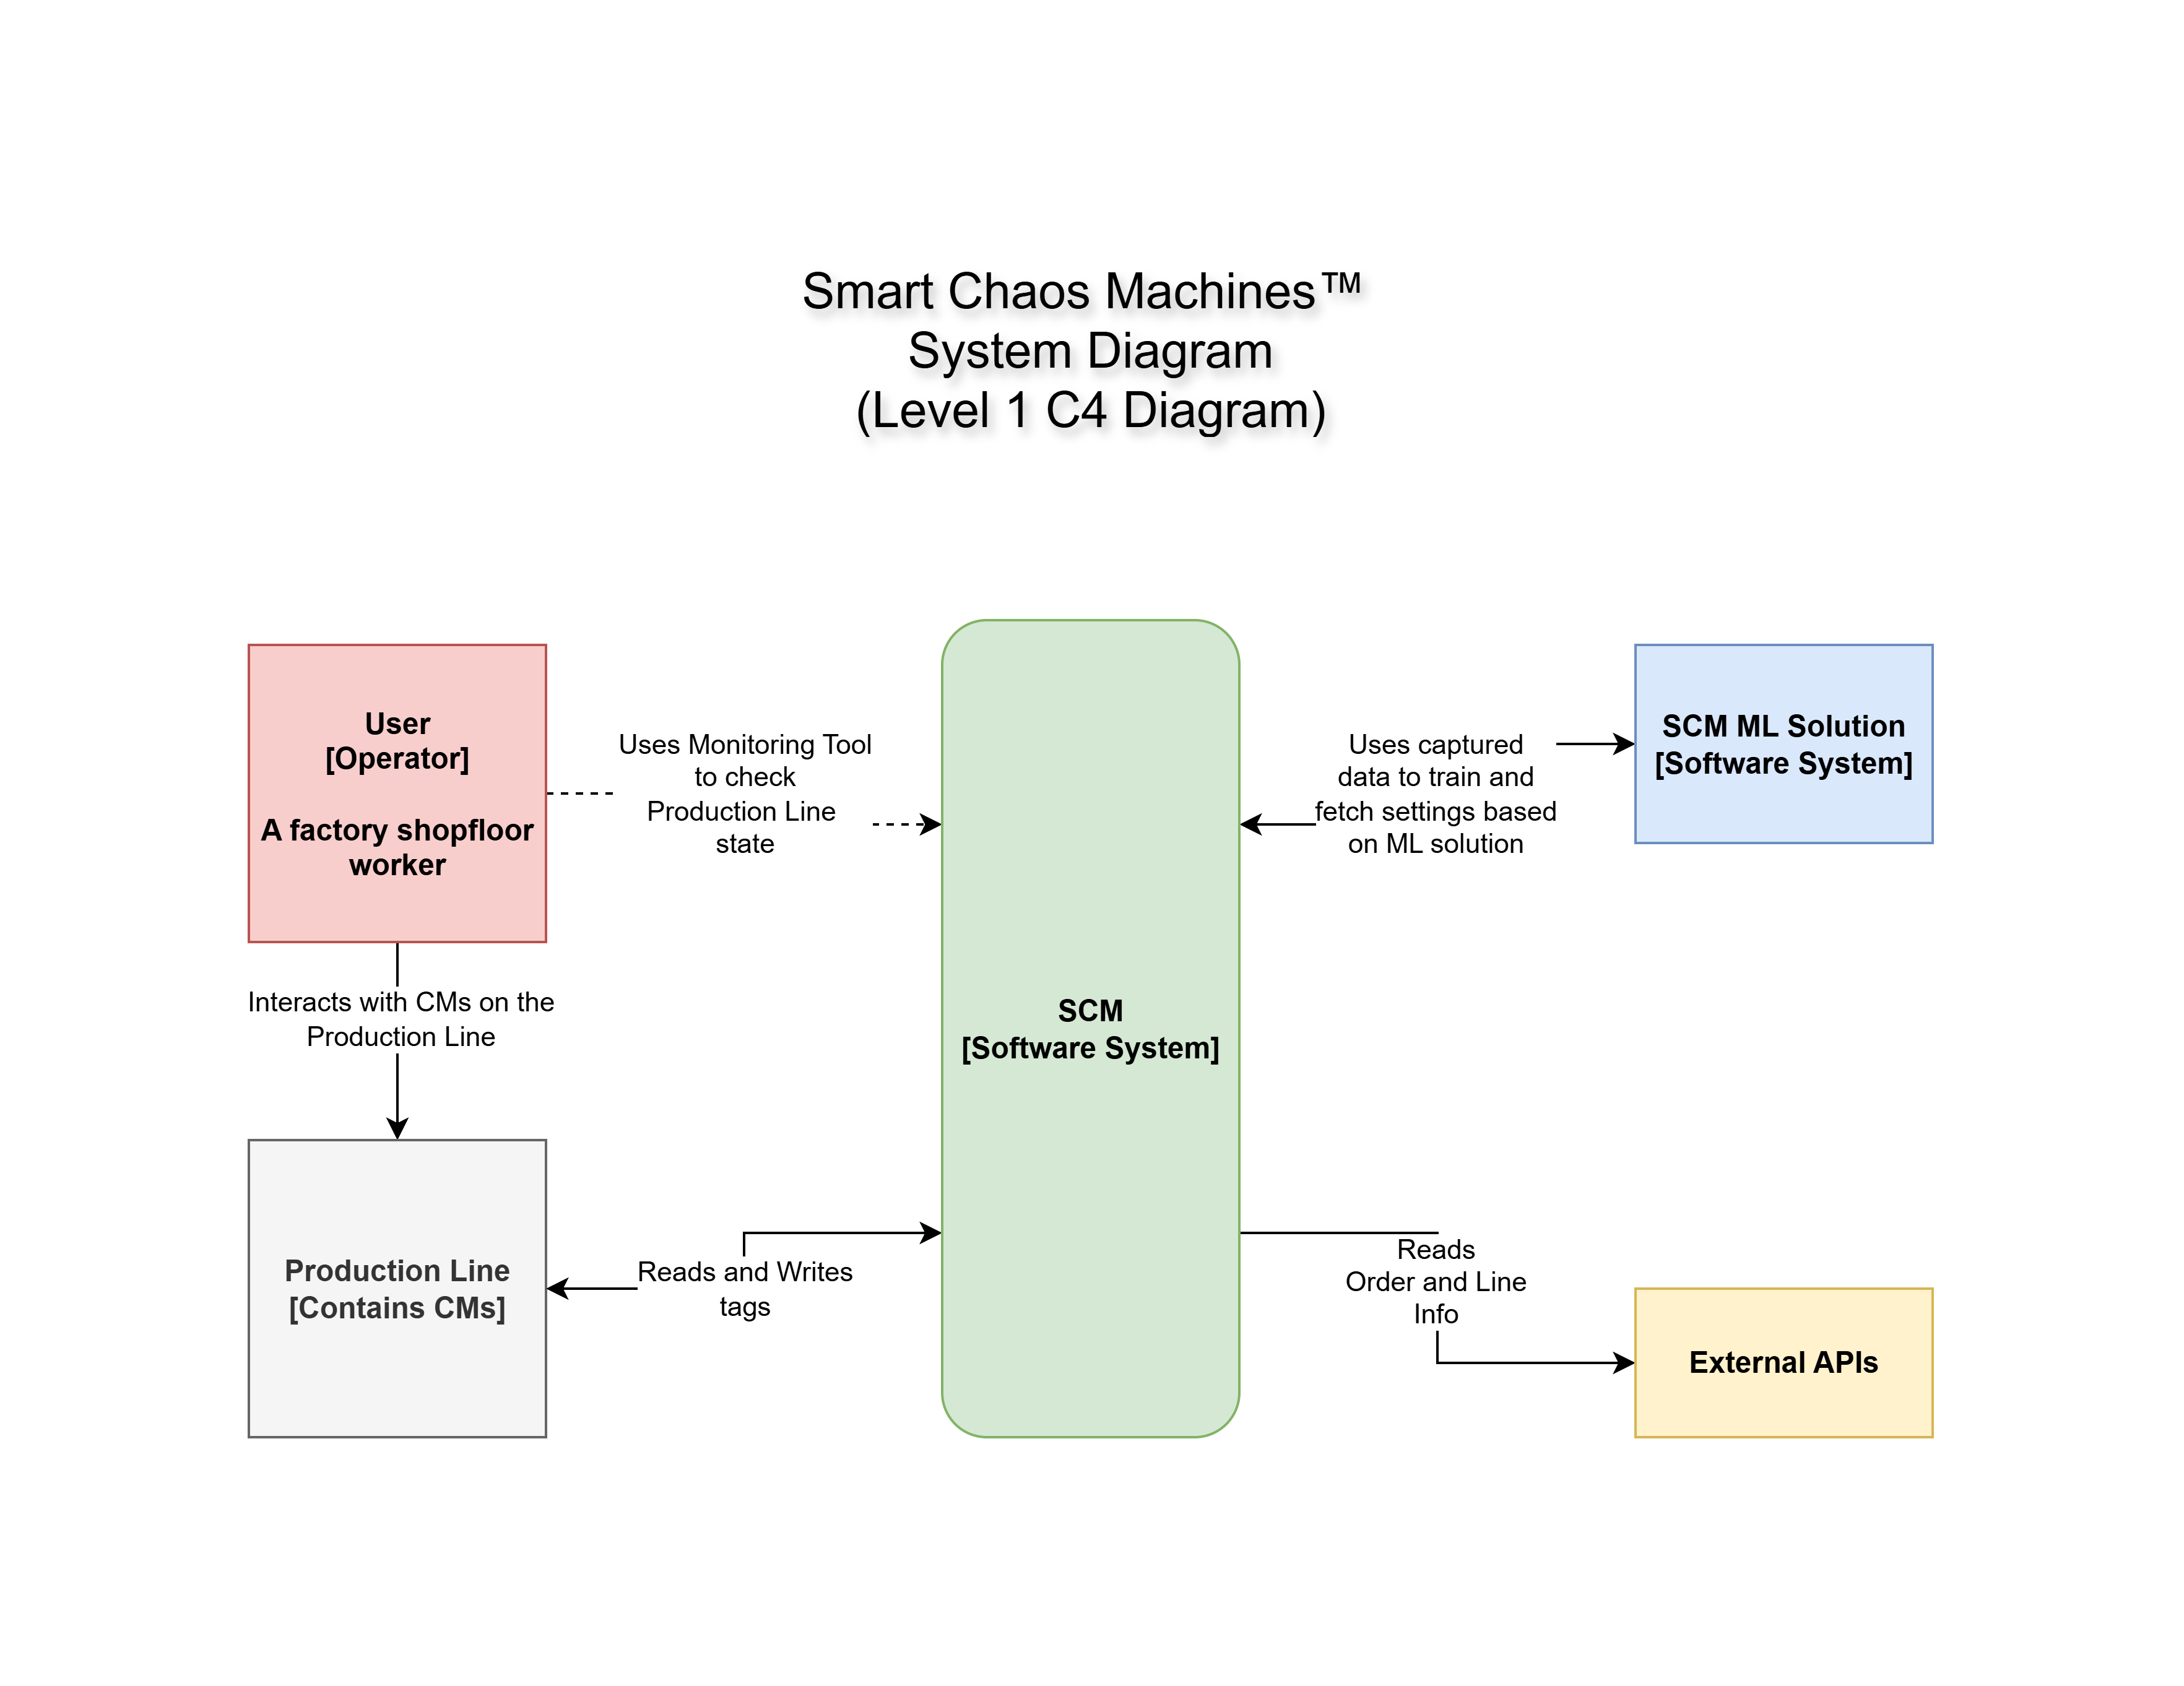 Smart Chaos Machines™
System Diagram
(Level 1 C4 Diagram)
User
[Operator]
A factory shopfloor
worker
Uses Monitoring Tool
to check
Production Line
state
Uses captured
data to train and
fetch settings based
on ML solution
SCM ML Solution
[Software System]
Interacts with CMs on the
Production Line
SCM
[Software System]
Production Line
[Contains CMs]
Reads and Writes
tags
Reads
Order and Line
Info
External APIs